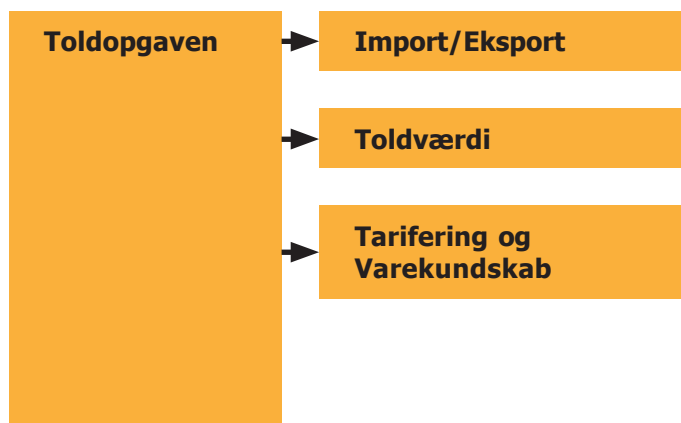 Toldopgaven
Import/Eksport
Toldværdi
Tarifering og
Varekundskab